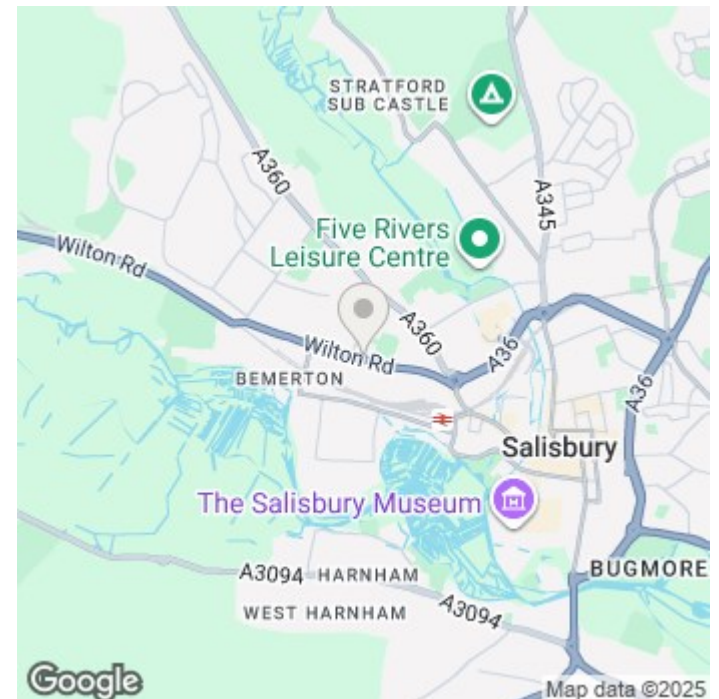 STRATFORD
SUB CASTLE
A360
A345
Five Rivers
Leisure Centre
Wilton Rd
A360
Wilton Rd
A36
BEMERTON
A36
Salisbury
The Salisbury Museum
M
BUGMORE
A3094
HARNHAM
A3094
WEST HARNHAM
Google
Map data ©2025